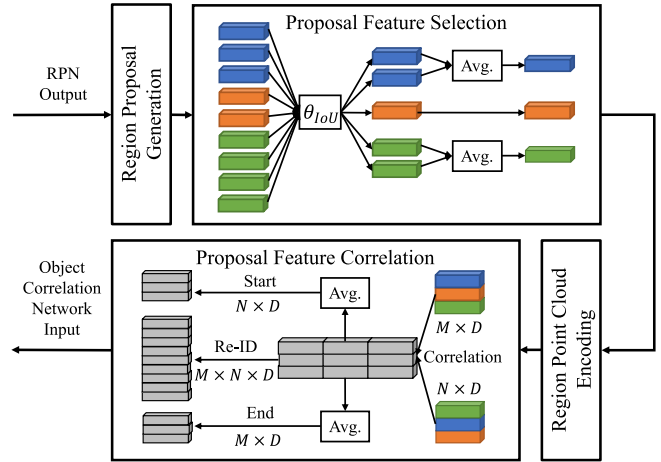 Proposal Feature Selection
RPN
Output
Region Proposal
Generation
θ_IoU
Avg.
Avg.
Proposal Feature Correlation
Object
Correlation
Network
Input
Start
N × D
Avg.
M × D
Re-ID
M × N × D
Correlation
N × D
End
M × D
Avg.
Region Point Cloud
Encoding